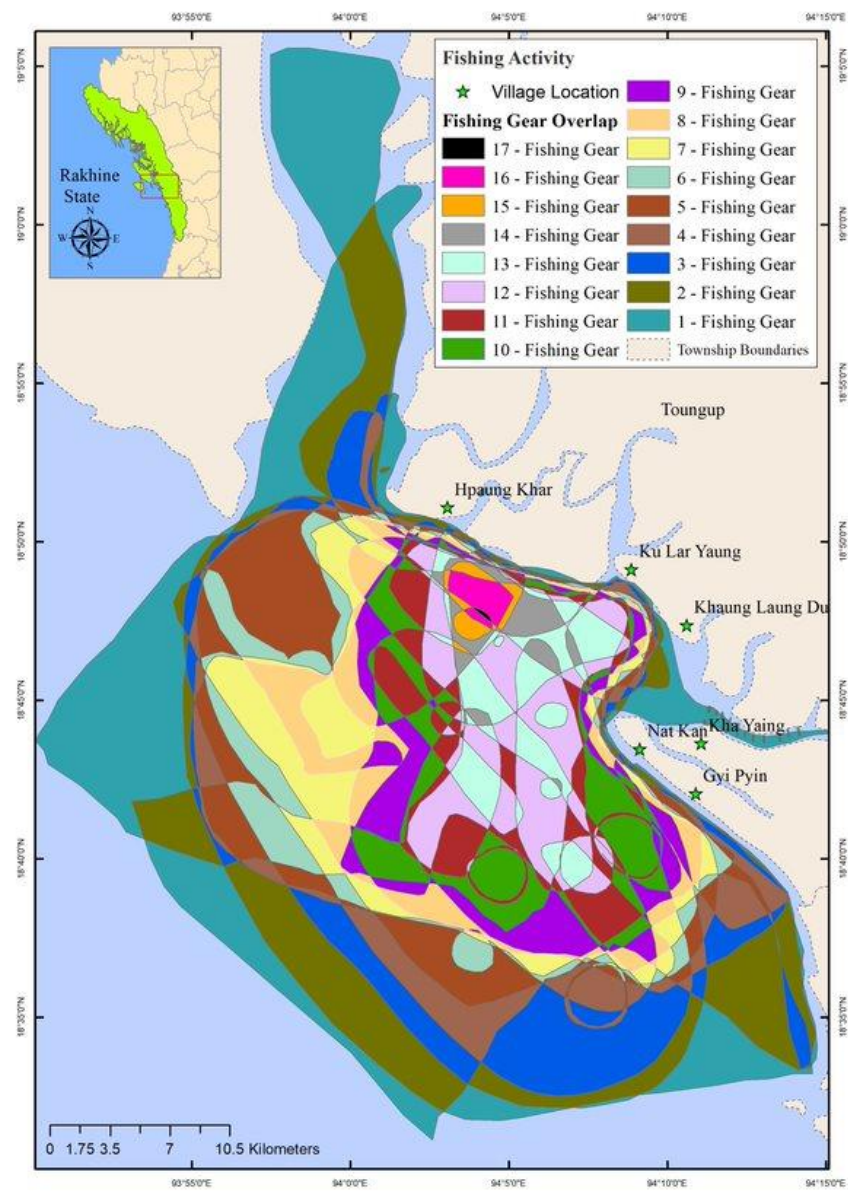 93°55'0"E 94°0'0"E 94°5'0"E 94°10'0"E 94°15'0"E
Rakhine
State
N
W E
S
Fishing Activity
Village Location
Fishing Gear Overlap
17 - Fishing Gear
16 - Fishing Gear
15 - Fishing Gear
14 - Fishing Gear
13 - Fishing Gear
12 - Fishing Gear
11 - Fishing Gear
10 - Fishing Gear
9 - Fishing Gear
8 - Fishing Gear
7 - Fishing Gear
6 - Fishing Gear
5 - Fishing Gear
4 - Fishing Gear
3 - Fishing Gear
2 - Fishing Gear
1 - Fishing Gear
Township Boundaries
Toungup
Hpaung Khar
Ku Lar Yaung
Khaung Laung Du
Nat Kan
Kha Yaing
Gyi Pyin
18°55'0"N
18°50'0"N
18°45'0"N
18°40'0"N
18°35'0"N
18°55'0"N
18°50'0"N
18°45'0"N
18°40'0"N
18°35'0"N
0 1.75 3.5 7 10.5 Kilometers
93°55'0"E 94°0'0"E 94°5'0"E 94°10'0"E 94°15'0"E